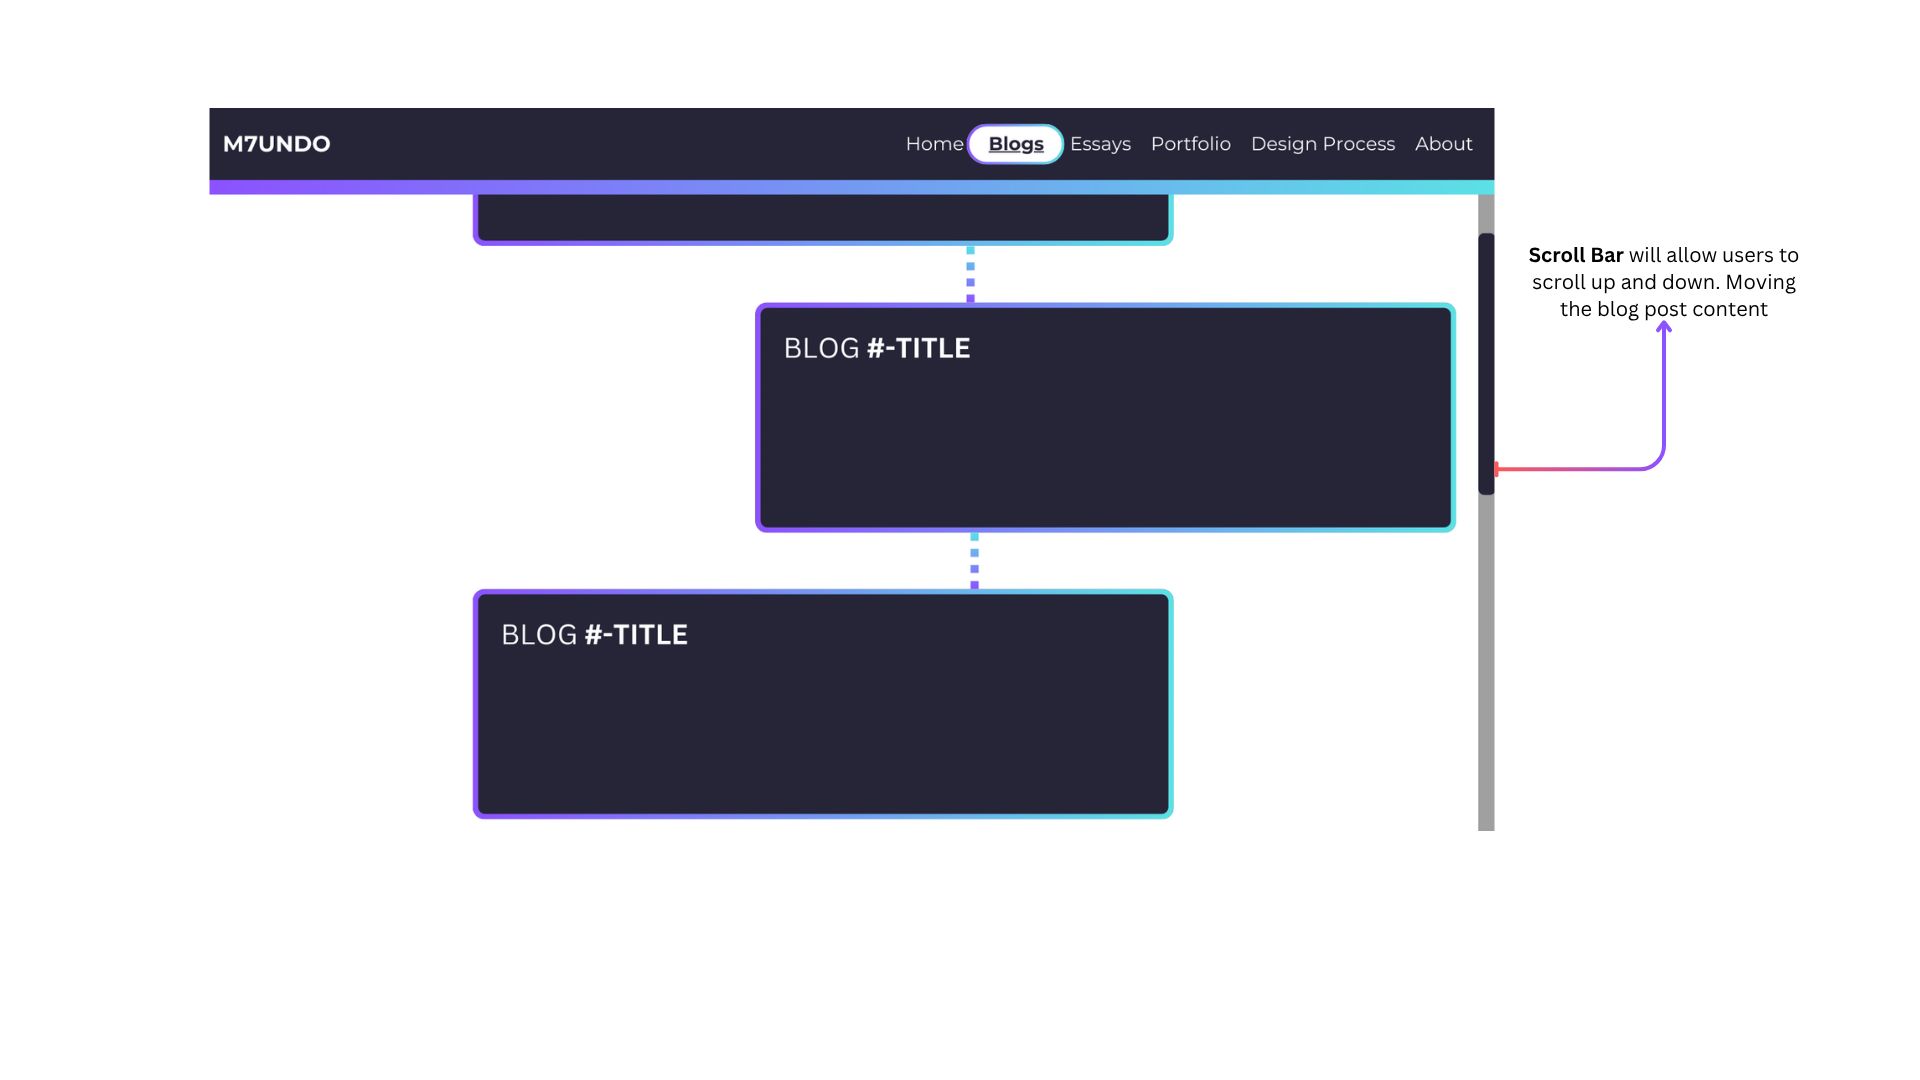 M7UNDO
Home Blogs Essays Portfolio Design Process About
Scroll Bar will allow users to
scroll up and down. Moving
the blog post content
BLOG #-TITLE
BLOG #-TITLE